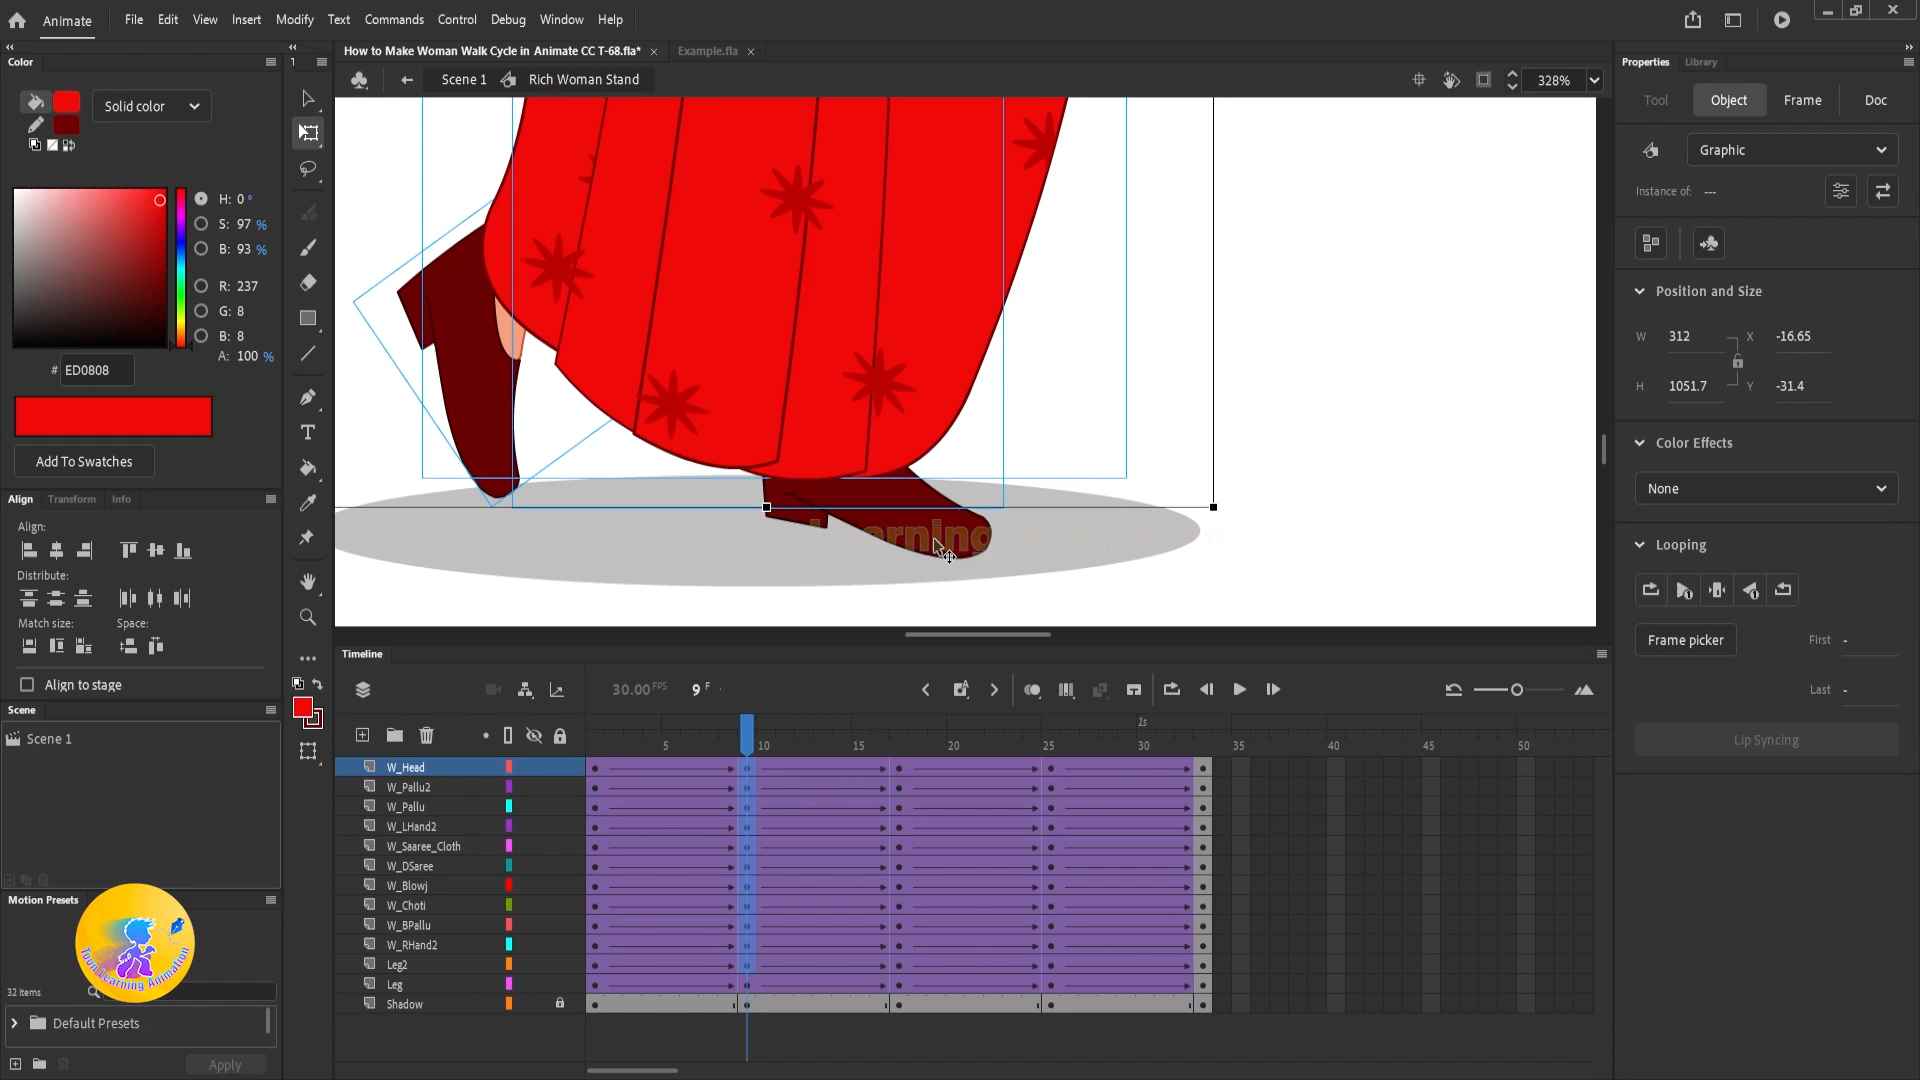 Animate File Edit View Insert Modify Text Commands Control Debug Window Help
Color
How to Make Woman Walk Cycle in Animate CC T-68.fla* Example.fla
Scene 1 Rich Woman Stand 328%
Properties Library
Tool Object Frame Doc
Solid color
Graphic
Instance of: ---
H: 0 °
S: 97 %
B: 93 %
R: 237
G: 8
B: 8
A: 100 %
# ED0808
Add To Swatches
Position and Size
W 312 X -16.65
H 1051.7 Y -31.4
Color Effects
None
Looping
Frame picker First -
Last -
Lip Syncing
Align Transform Info
Align:
Distribute:
Match size: Space:
Align to stage
Scene
Scene 1
Motion Presets
Toon Learning Animation
32 items
Default Presets
Apply
Learning
Timeline
30.00 FPS 9 F
1s
5 10 15 20 25 30 35 40 45 50
W_Head
W_Pallu2
W_Pallu
W_LHand2
W_Saaree_Cloth
W_DSaree
W_Blowj
W_Choti
W_BPallu
W_RHand2
Leg2
Leg
Shadow